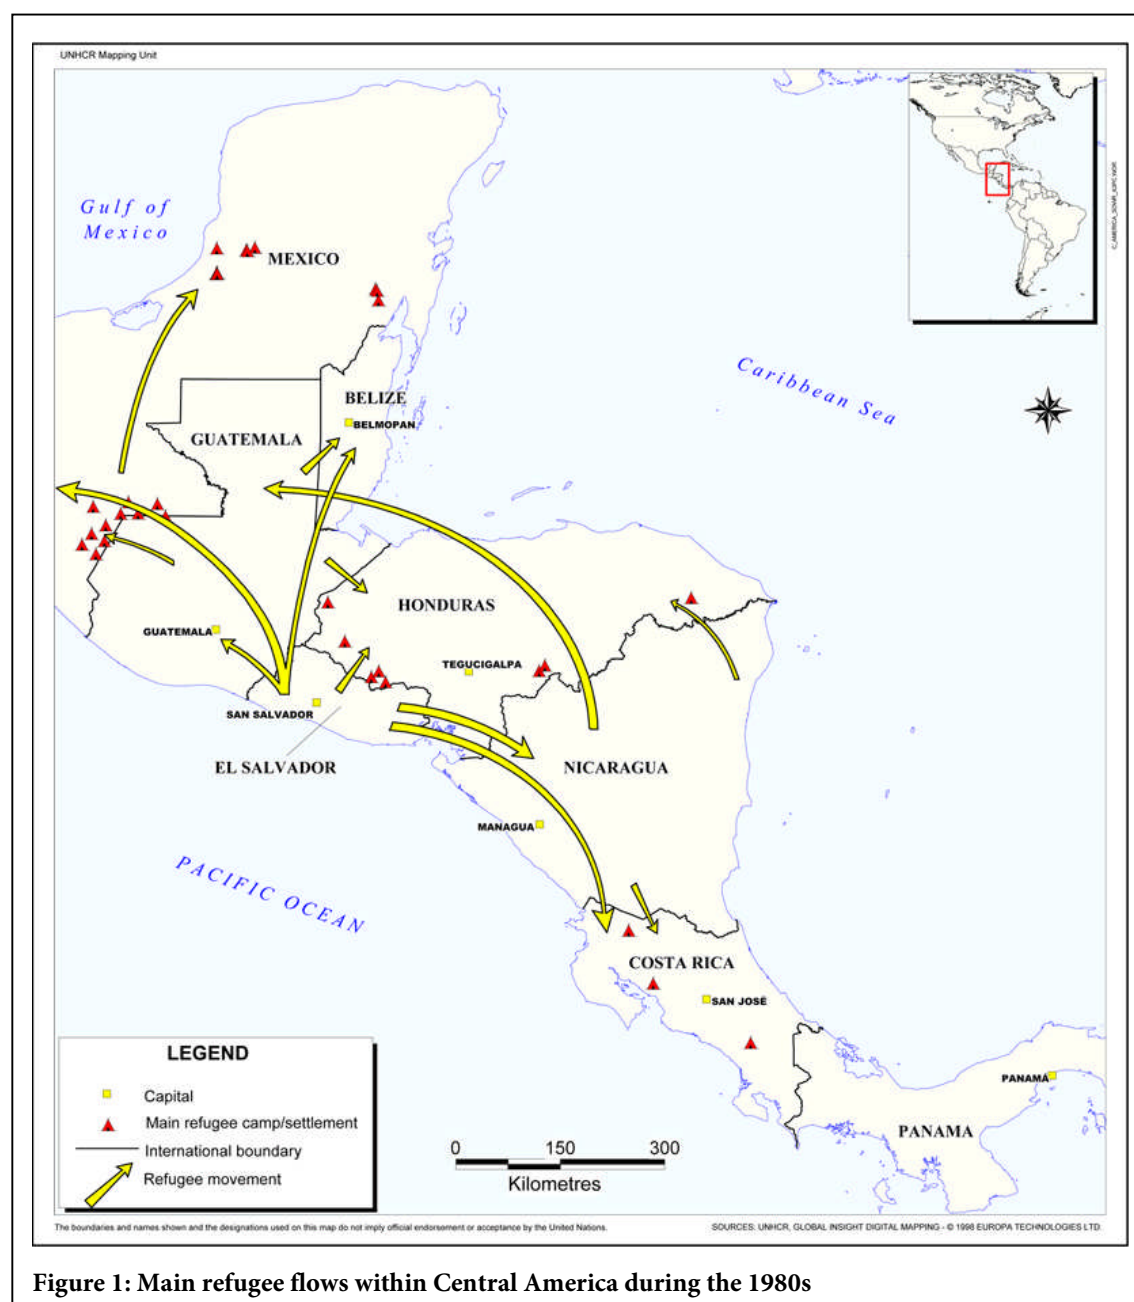 UNHCR Mapping Unit
C_AMERICA_50WR_A3PC.WOR
Gulf of
Mexico
MEXICO
Caribbean Sea
BELIZE
BELMOPAN
GUATEMALA
HONDURAS
GUATEMALA
TEGUCIGALPA
SAN SALVADOR
EL SALVADOR
NICARAGUA
MANAGUA
PACIFIC OCEAN
COSTA RICA
SAN JOSÉ
PANAMA
PANAMA
LEGEND
Capital
Main refugee camp/settlement
International boundary
Refugee movement
0 150 300
Kilometres
The boundaries and names shown and the designations used on this map do not imply official endorsement or acceptance by the United Nations.
SOURCES: UNHCR, GLOBAL INSIGHT DIGITAL MAPPING - © 1998 EUROPA TECHNOLOGIES LTD.
Figure 1: Main refugee flows within Central America during the 1980s